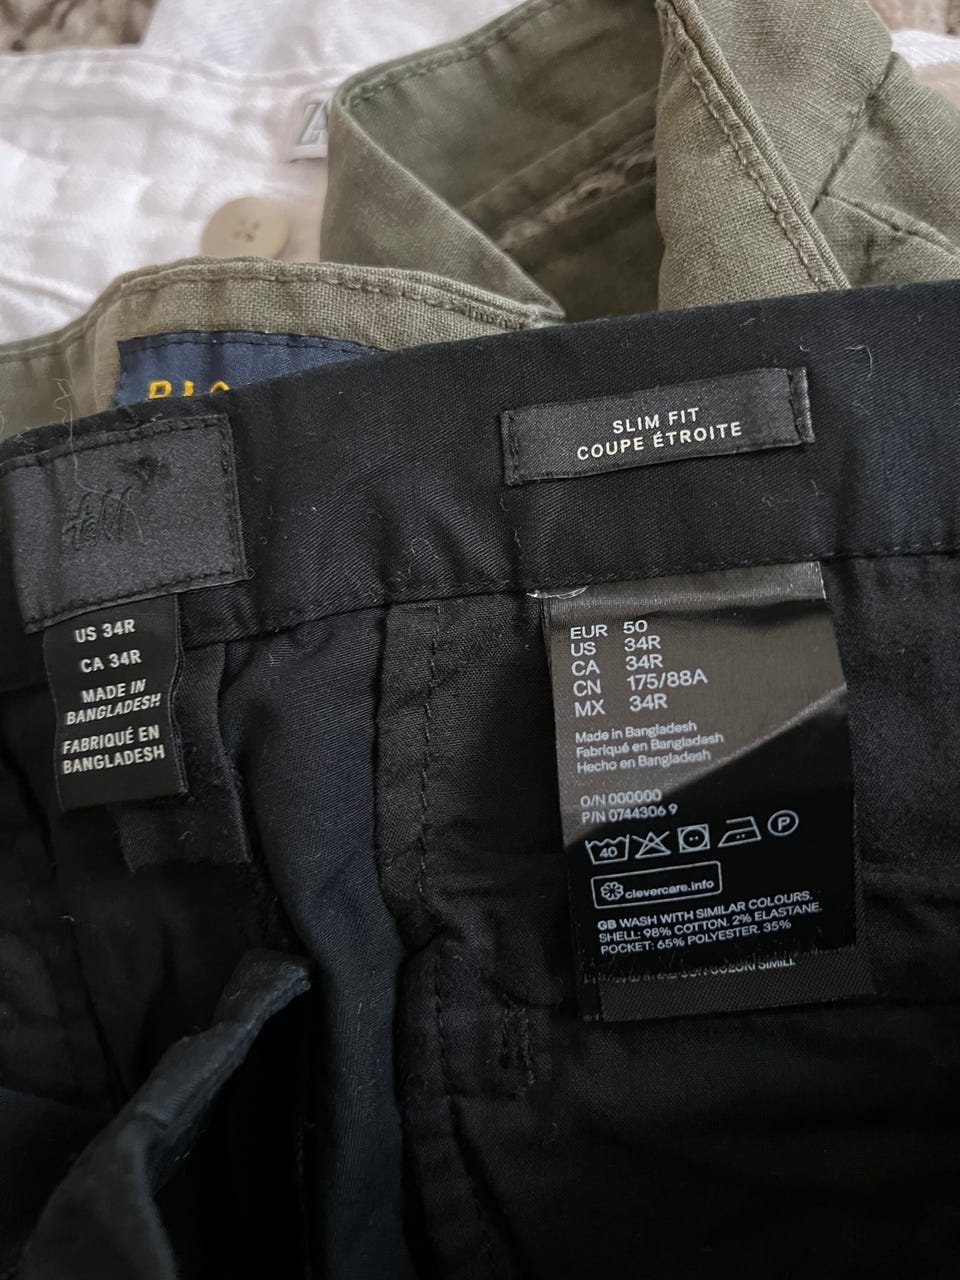 ZA
SLIM FIT
COUPE ÉTROITE
H&M
US 34R
CA 34R
MADE IN
BANGLADESH
FABRIQUÉ EN
BANGLADESH
EUR 50
US 34R
CA 34R
CN 175/88A
MX 34R
Made in Bangladesh
Fabriqué en Bangladesh
Hecho en Bangladesh
O/N 000000
P/N 0744306 9
40
P
clevercare.info
GB WASH WITH SIMILAR COLOURS.
SHELL: 98% COTTON. 2% ELASTANE.
POCKET: 65% POLYESTER. 35%